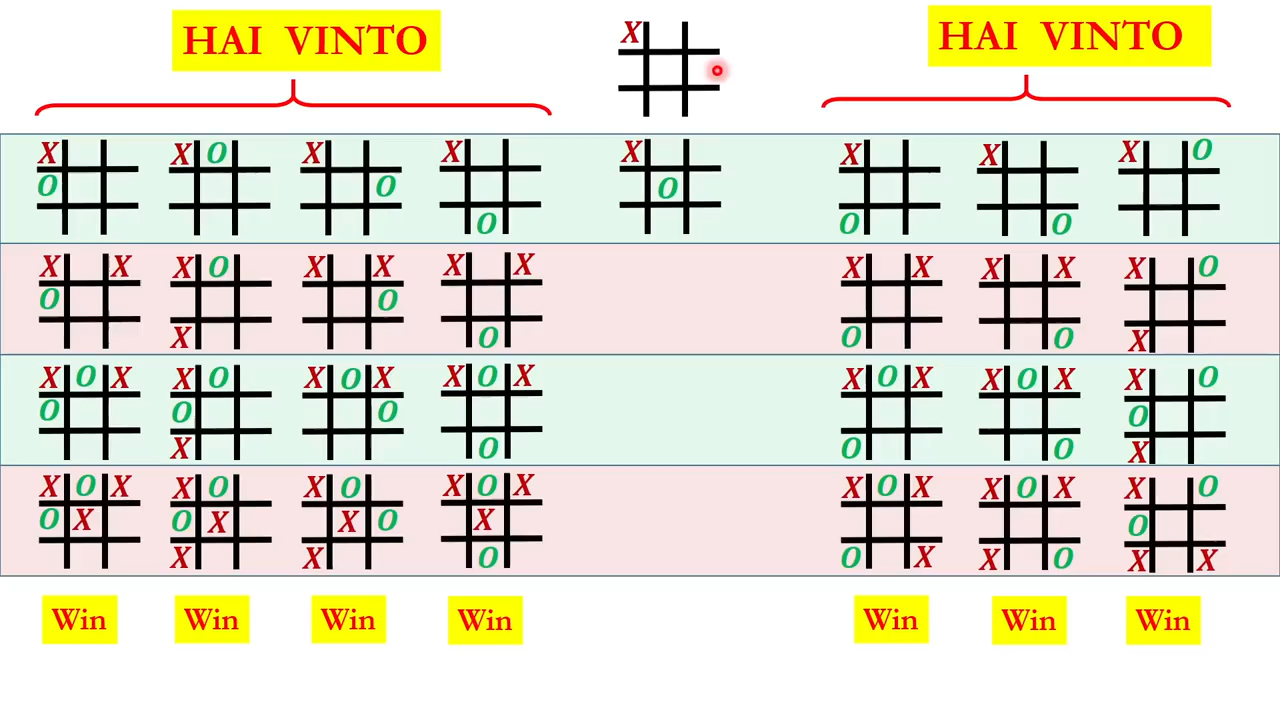 HAI VINTO
X
HAI VINTO
X X O X X X X X X O
O O O
O O O
X X X O X X X X X X X X X O
O O
X O O O X
X O X X O X O X X O X X O X X O X X O
O O O O
X O O O X
X O X X O X O X O X X O X X O X X O
O X O X X O X O
X X O O X X O X X
Win Win Win Win Win Win Win